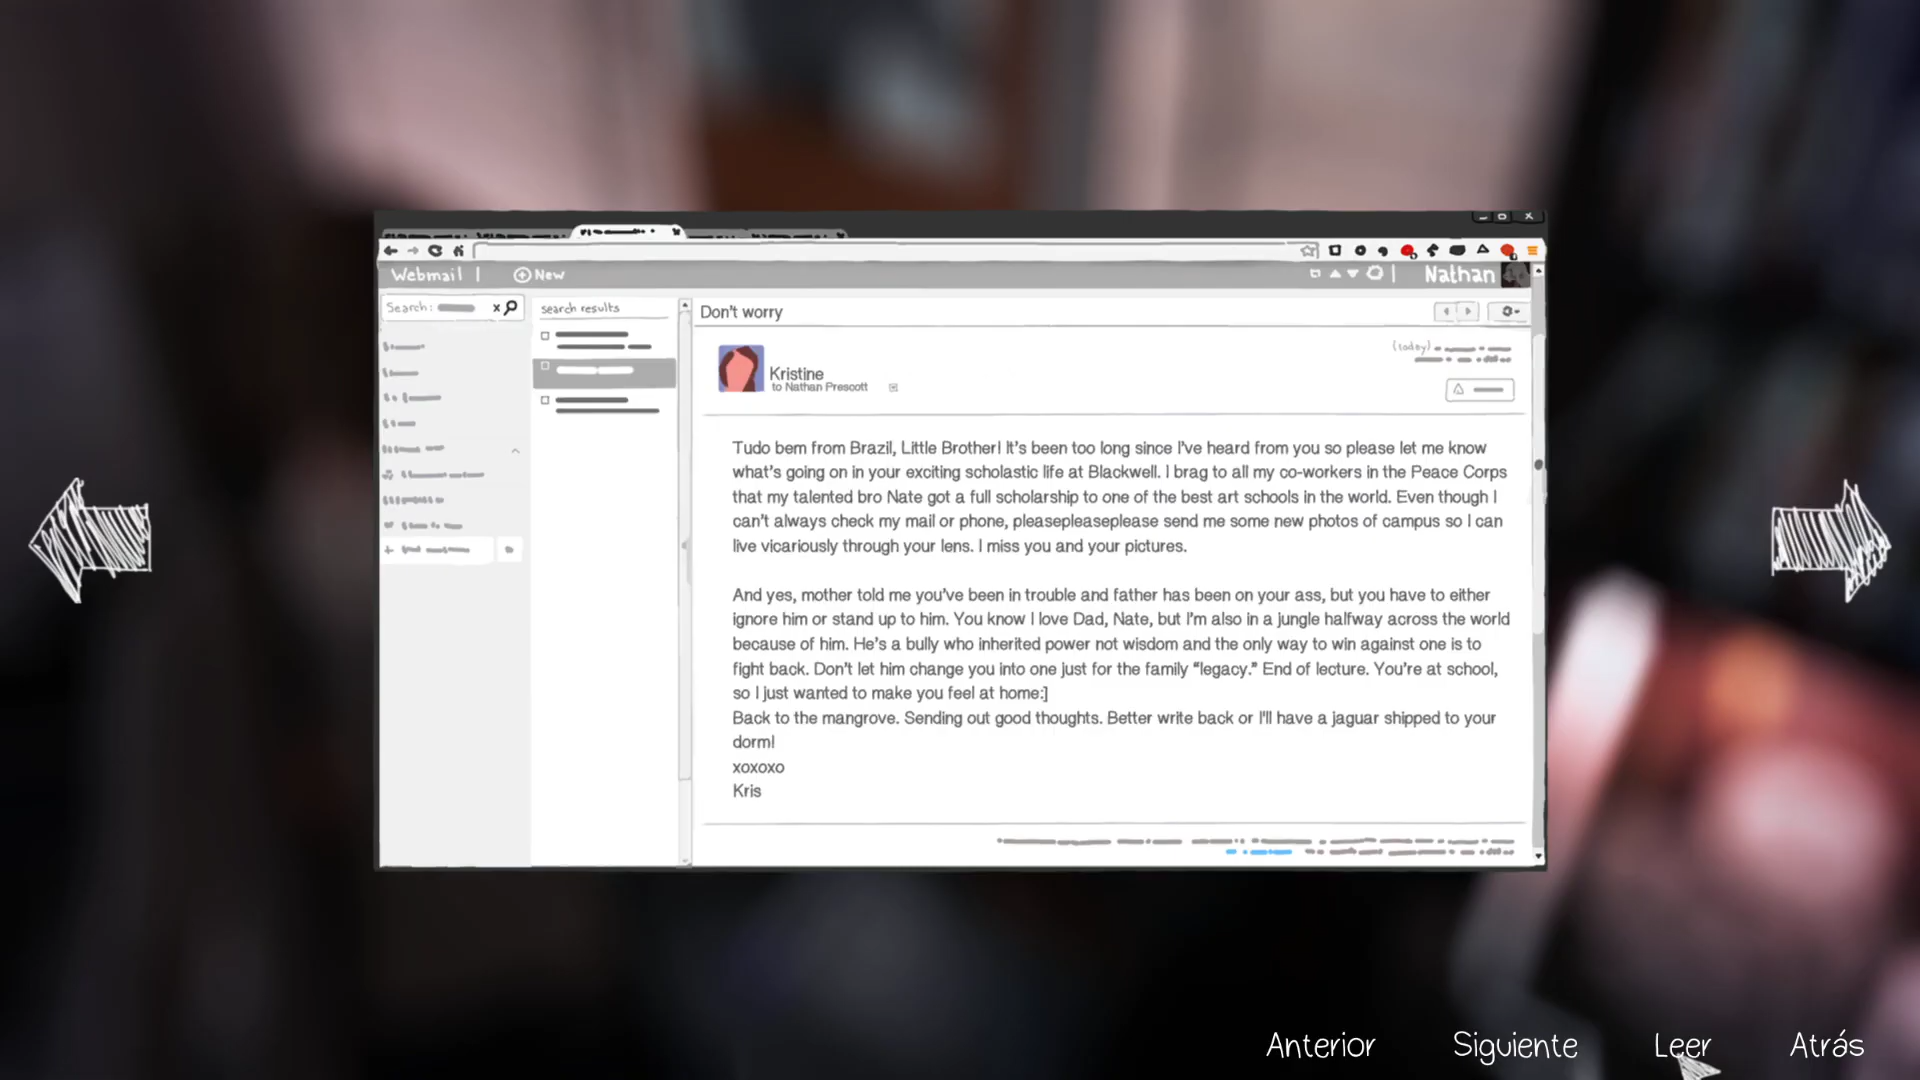 Webmail | New
Nathan
Search:
search results
Don't worry
(today)
Kristine
to Nathan Prescott
Tudo bem from Brazil, Little Brother! It's been too long since I've heard from you so please let me know
what's going on in your exciting scholastic life at Blackwell. I brag to all my co-workers in the Peace Corps
that my talented bro Nate got a full scholarship to one of the best art schools in the world. Even though I
can't always check my mail or phone, pleasepleaseplease send me some new photos of campus so I can
live vicariously through your lens. I miss you and your pictures.
And yes, mother told me you've been in trouble and father has been on your ass, but you have to either
ignore him or stand up to him. You know I love Dad, Nate, but I'm also in a jungle halfway across the world
because of him. He's a bully who inherited power not wisdom and the only way to win against one is to
fight back. Don't let him change you into one just for the family “legacy.” End of lecture. You're at school,
so I just wanted to make you feel at home:]
Back to the mangrove. Sending out good thoughts. Better write back or I'll have a jaguar shipped to your
dorm!
xoxoxo
Kris
Anterior Siguiente Leer Atrás